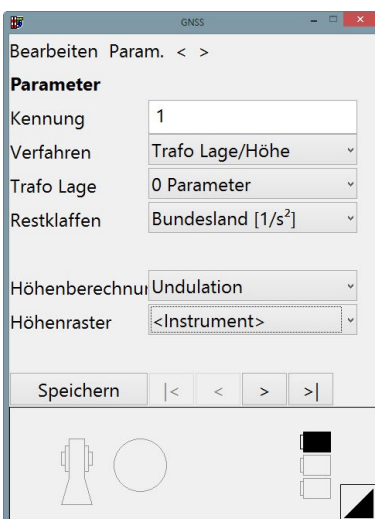 GNSS
Bearbeiten Param. < >
Parameter
Kennung 1
Verfahren Trafo Lage/Höhe
Trafo Lage 0 Parameter
Restklaffen Bundesland [1/s²]
Höhenberechnu Undulation
Höhenraster <Instrument>
Speichern |< < > >|